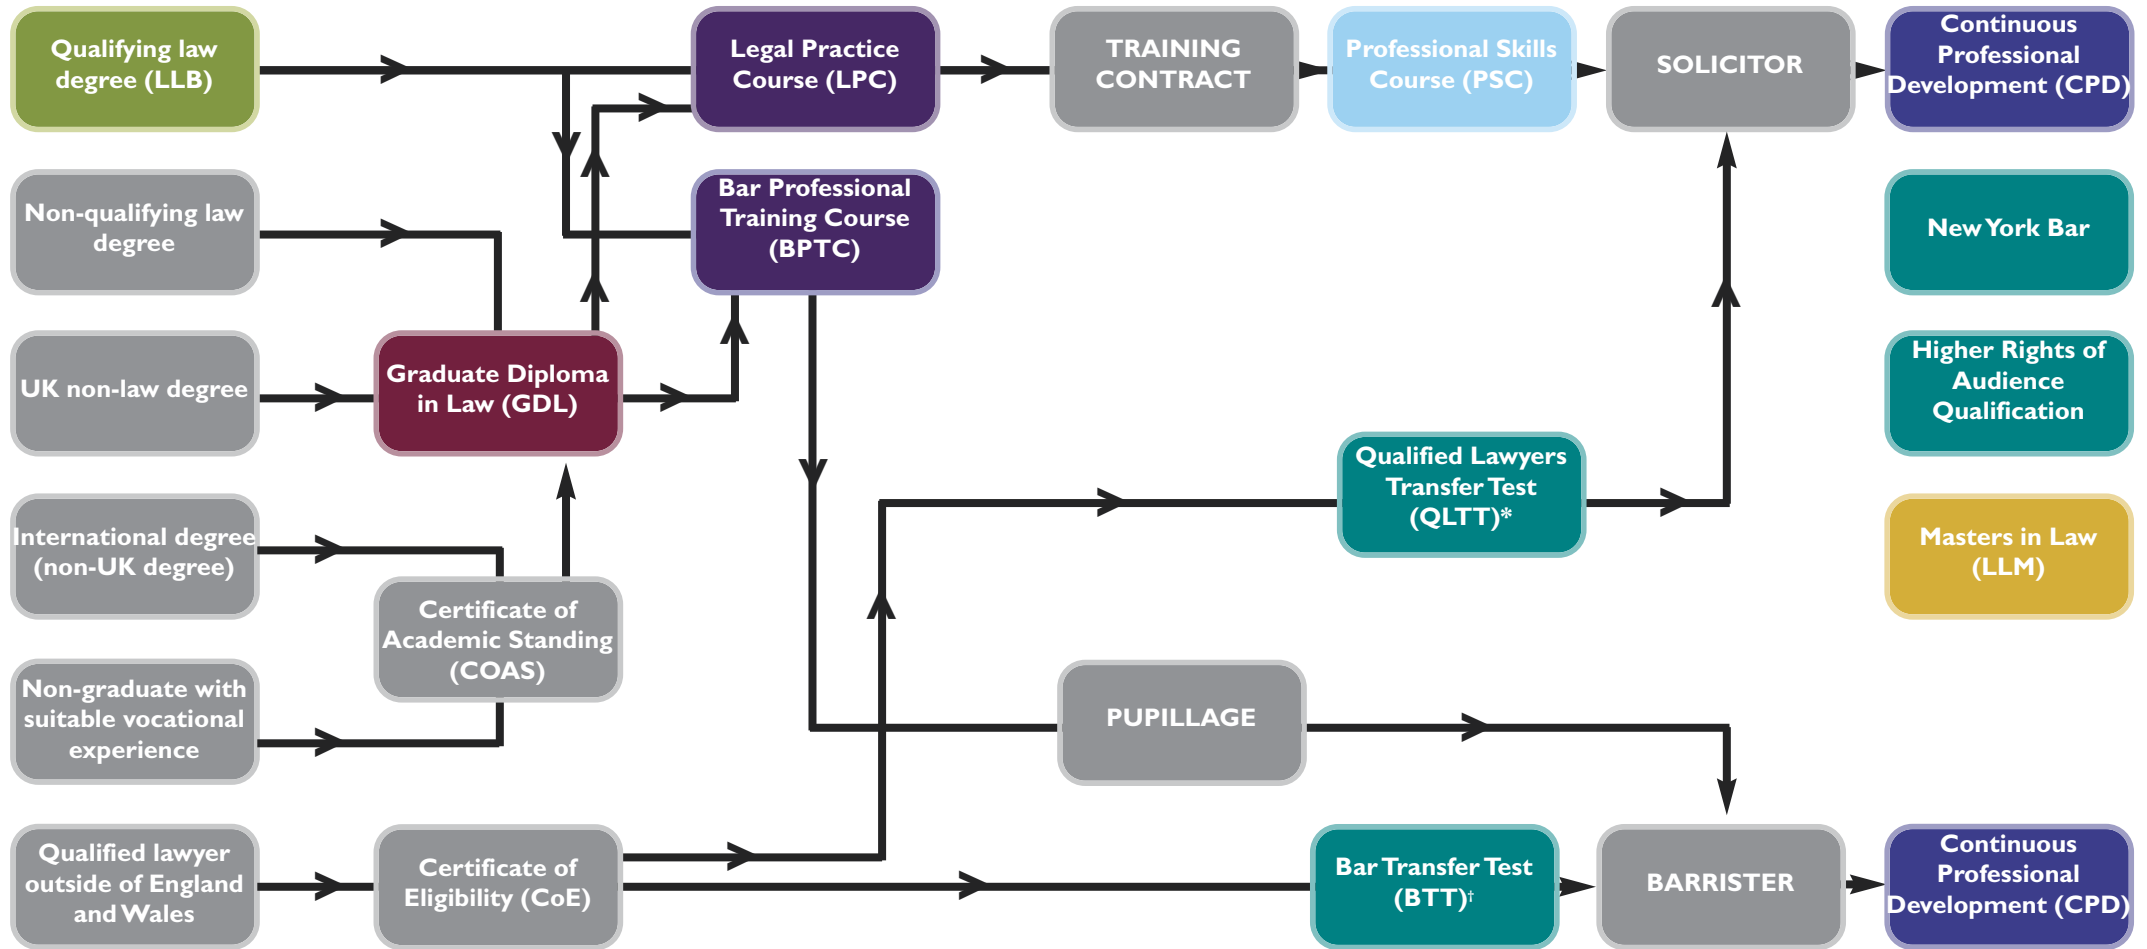 Qualifying law
degree (LLB)
Legal Practice
Course (LPC)
TRAINING
CONTRACT
Professional Skills
Course (PSC)
SOLICITOR
Continuous
Professional
Development (CPD)
Non-qualifying law
degree
Bar Professional
Training Course
(BPTC)
New York Bar
UK non-law degree
Graduate Diploma
in Law (GDL)
Higher Rights of
Audience
Qualification
International degree
(non-UK degree)
Qualified Lawyers
Transfer Test
(QLTT)*
Masters in Law
(LLM)
Certificate of
Academic Standing
(COAS)
Non-graduate with
suitable vocational
experience
PUPILLAGE
Qualified lawyer
outside of England
and Wales
Certificate of
Eligibility (CoE)
Bar Transfer Test
(BTT)†
BARRISTER
Continuous
Professional
Development (CPD)